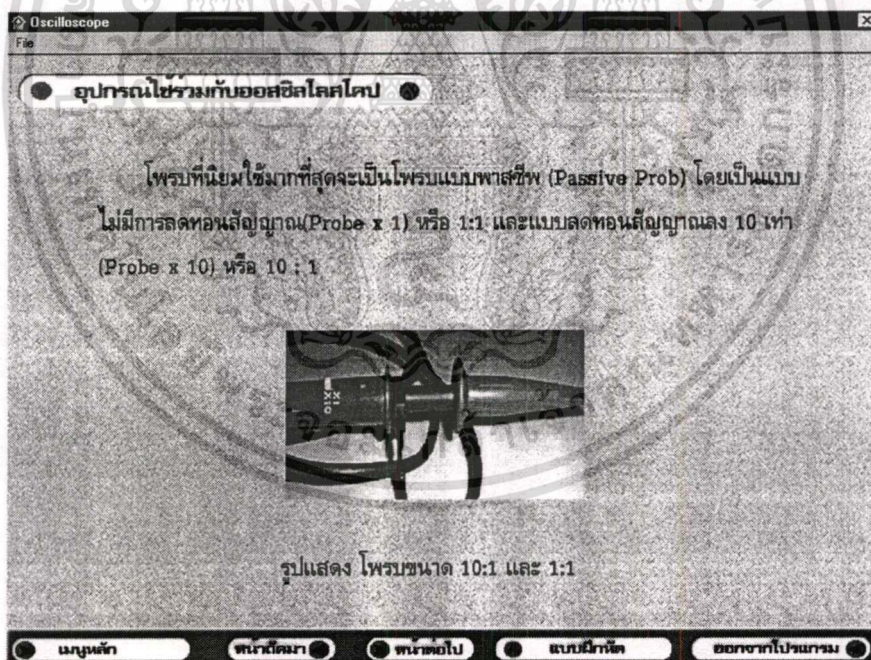 Oscilloscope
File
อุปกรณ์ใช้ร่วมกับออสซิลโลสโคป
โพรบที่นิยมใช้มากที่สุดจะเป็นโพรบแบบพาสซีพ (Passive Prob) โดยเป็นแบบ
ไม่มีการลดทอนสัญญาณ(Probe x 1) หรือ 1:1 และแบบลดทอนสัญญาณลง 10 เท่า
(Probe x 10) หรือ 10 : 1
X1
X10
รูปแสดง โพรบขนาด 10:1 และ 1:1
เมนูหลัก
หน้าถัดมา
หน้าต่อไป
แบบฝึกหัด
ออกจากโปรแกรม